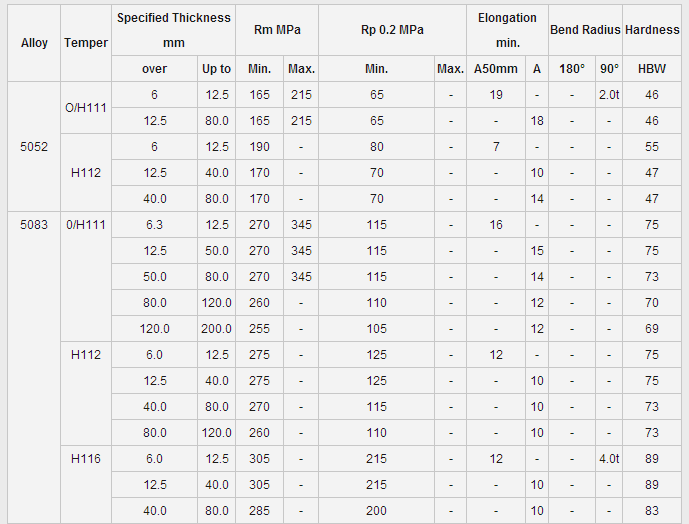 Alloy Temper Specified Thickness mm Rm MPa Rp 0.2 MPa Elongation min. Bend Radius Hardness
over Up to Min. Max. Min. Max. A50mm A 180° 90° HBW
5052 O/H111 6 12.5 165 215 65 - 19 - - 2.0t 46
12.5 80.0 165 215 65 - - 18 - - 46
H112 6 12.5 190 - 80 - 7 - - - 55
12.5 40.0 170 - 70 - - 10 - - 47
40.0 80.0 170 - 70 - - 14 - - 47
5083 0/H111 6.3 12.5 270 345 115 - 16 - - - 75
12.5 50.0 270 345 115 - - 15 - - 75
50.0 80.0 270 345 115 - - 14 - - 73
80.0 120.0 260 - 110 - - 12 - - 70
120.0 200.0 255 - 105 - - 12 - - 69
H112 6.0 12.5 275 - 125 - 12 - - - 75
12.5 40.0 275 - 125 - - 10 - - 75
40.0 80.0 270 - 115 - - 10 - - 73
80.0 120.0 260 - 110 - - 10 - - 73
H116 6.0 12.5 305 - 215 - 12 - - 4.0t 89
12.5 40.0 305 - 215 - - 10 - - 89
40.0 80.0 285 - 200 - - 10 - - 83